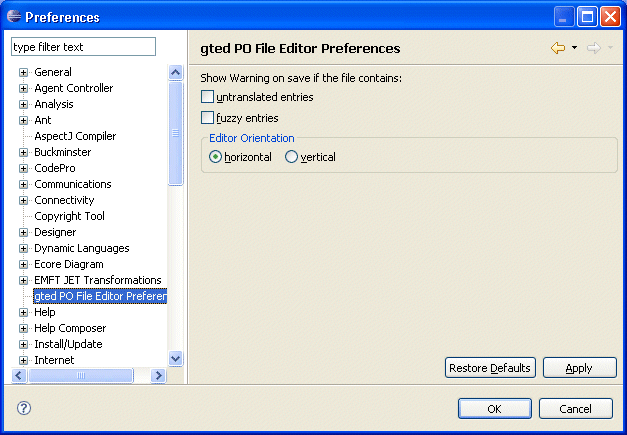 Preferences
type filter text
General
Agent Controller
Analysis
Ant
AspectJ Compiler
Buckminster
CodePro
Communications
Connectivity
Copyright Tool
Designer
Dynamic Languages
Ecore Diagram
EMFT JET Transformations
gted PO File Editor Preferen
Help
Help Composer
Install/Update
Internet
gted PO File Editor Preferences
Show Warning on save if the file contains:
untranslated entries
fuzzy entries
Editor Orientation
horizontal vertical
Restore Defaults Apply
? OK Cancel